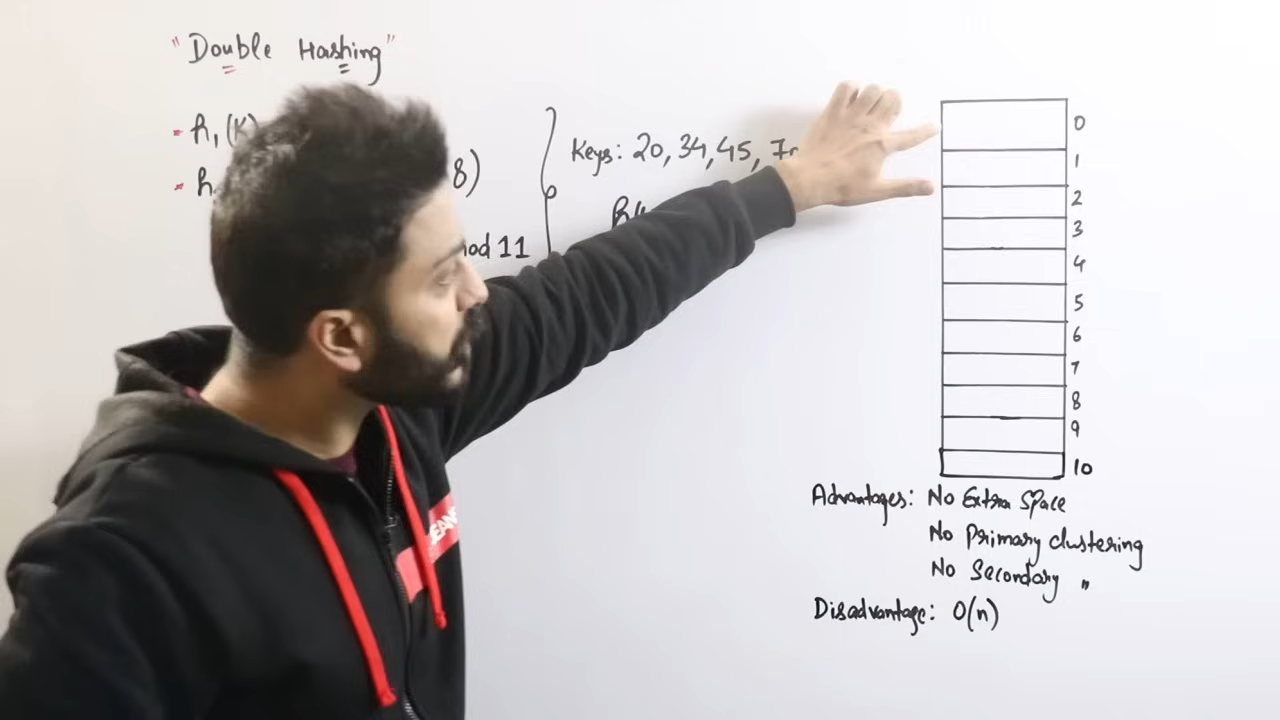 "Double Hashing"
h₁(K)
8)
mod 11
Keys: 20, 34, 45, 70
0
1
2
3
4
5
6
7
8
9
10
Advantages: No Extra Space
No Primary clustering
No Secondary "
Disadvantage: O(n)